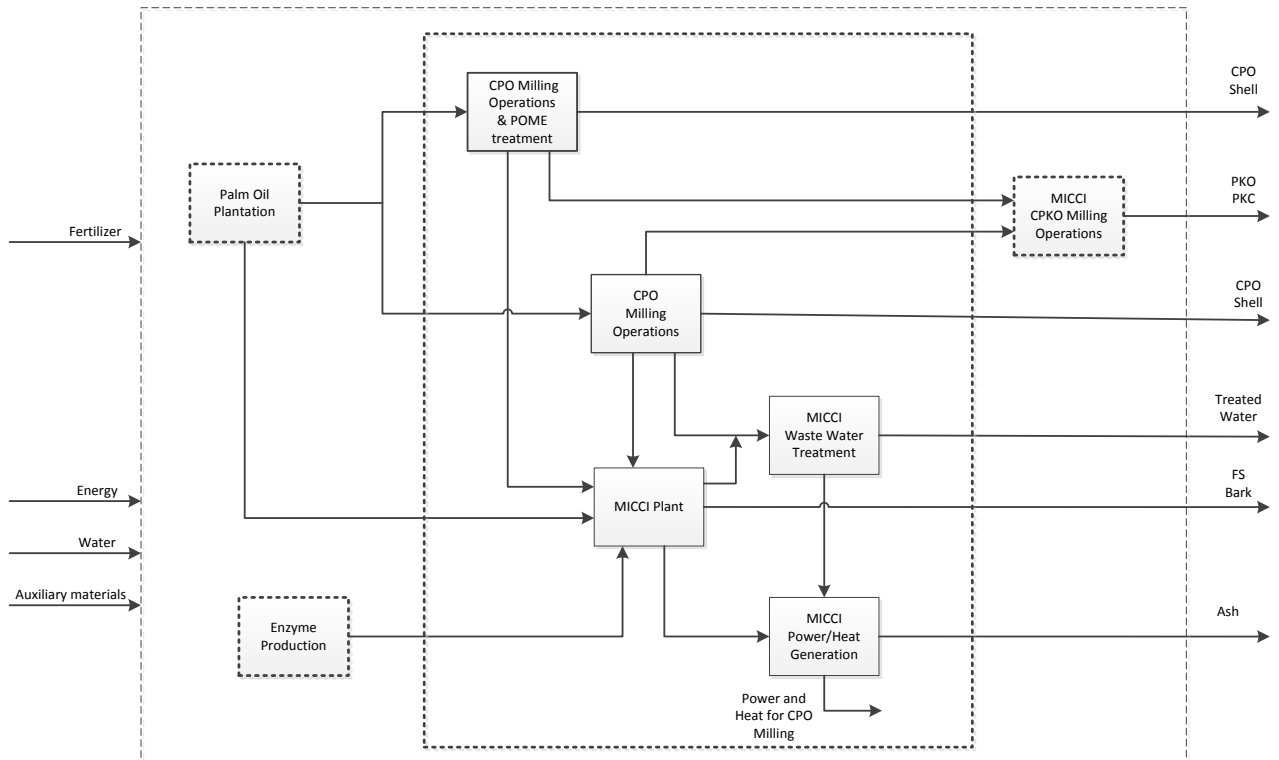 CPO
Shell
CPO Milling
Operations
& POME
treatment
Palm Oil
Plantation
PKO
PKC
MICCI
CPKO Milling
Operations
Fertilizer
CPO
Milling
Operations
CPO
Shell
MICCI
Waste Water
Treatment
Treated
Water
Energy
MICCI Plant
FS
Bark
Water
Auxiliary materials
Enzyme
Production
MICCI
Power/Heat
Generation
Ash
Power and
Heat for CPO
Milling